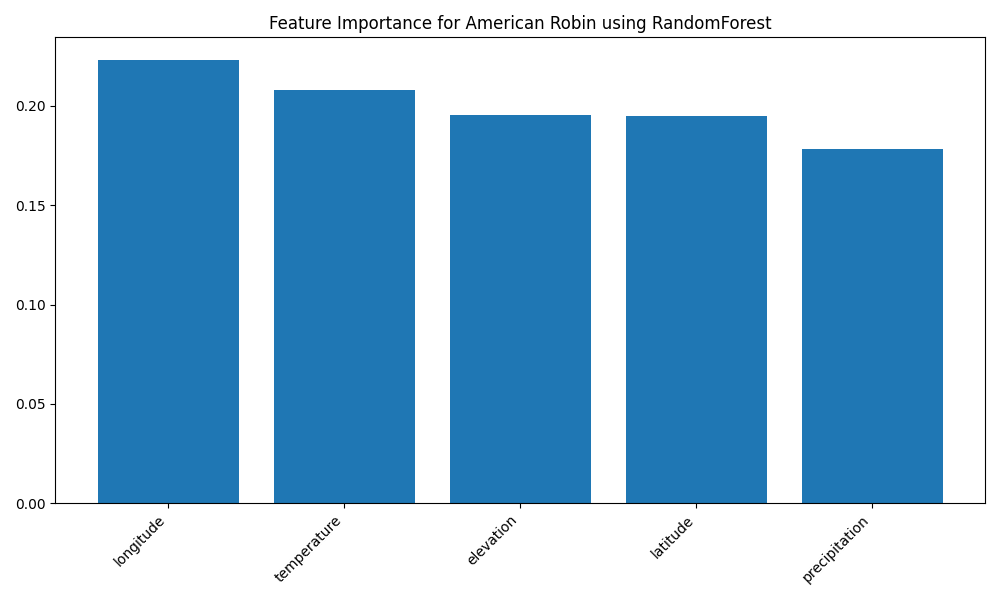 Feature Importance for American Robin using RandomForest
0.20
0.15
0.10
0.05
0.00
longitude
temperature
elevation
latitude
precipitation